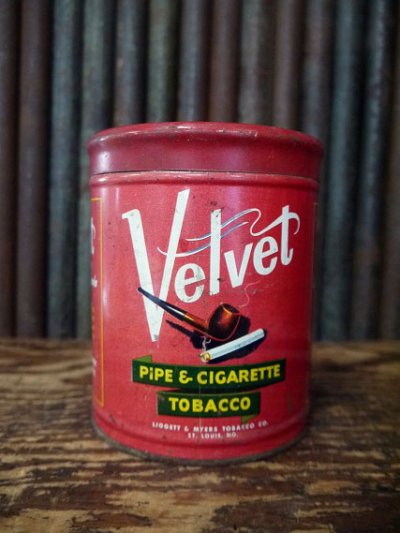 Velvet
PiPE & CIGARETTE
TOBACCO
LIGGETT & MYERS TOBACCO CO.
ST. LOUIS, MO.